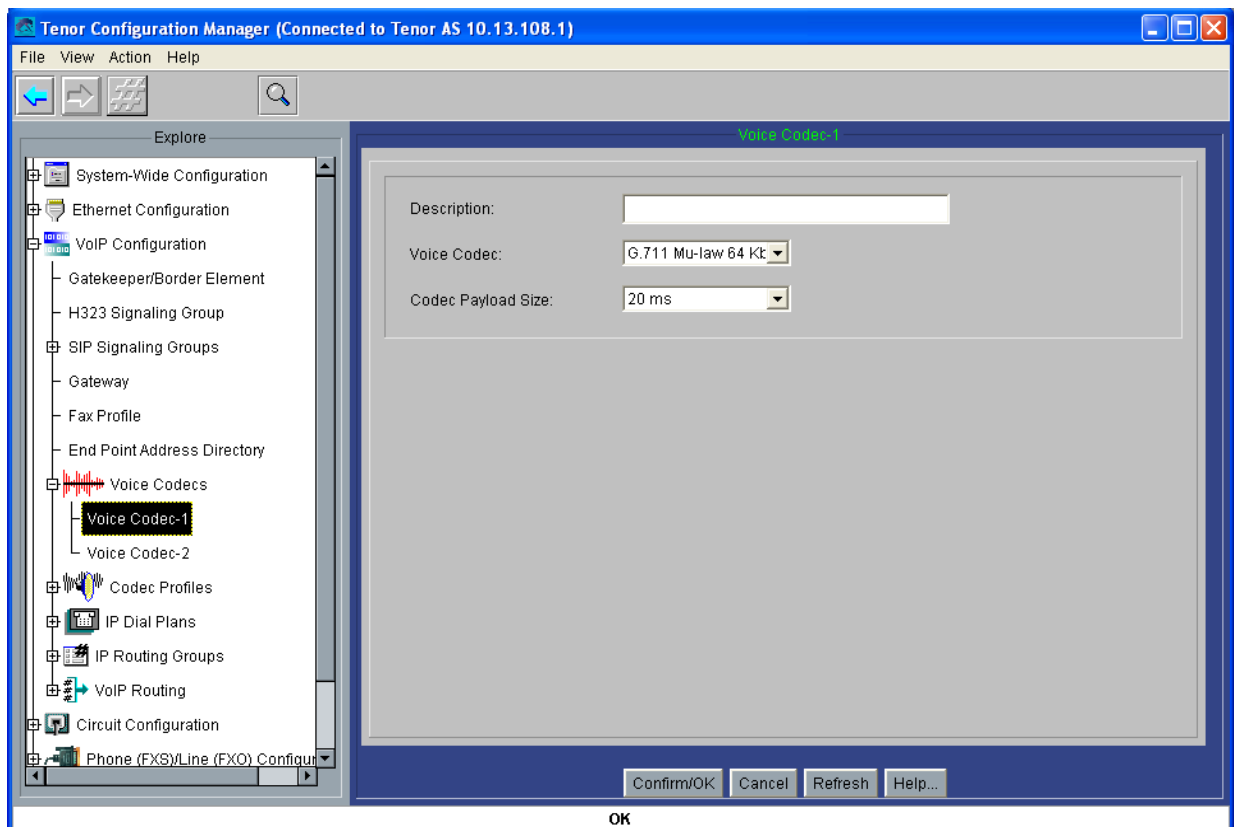 Tenor Configuration Manager (Connected to Tenor AS 10.13.108.1)
File View Action Help
Explore
System-Wide Configuration
Ethernet Configuration
VoIP Configuration
Gatekeeper/Border Element
H323 Signaling Group
SIP Signaling Groups
Gateway
Fax Profile
End Point Address Directory
Voice Codecs
Voice Codec-1
Voice Codec-2
Codec Profiles
IP Dial Plans
IP Routing Groups
VoIP Routing
Circuit Configuration
Phone (FXS)/Line (FXO) Configur
Voice Codec-1
Description:
Voice Codec: G.711 Mu-law 64 Kb
Codec Payload Size: 20 ms
Confirm/OK Cancel Refresh Help...
OK